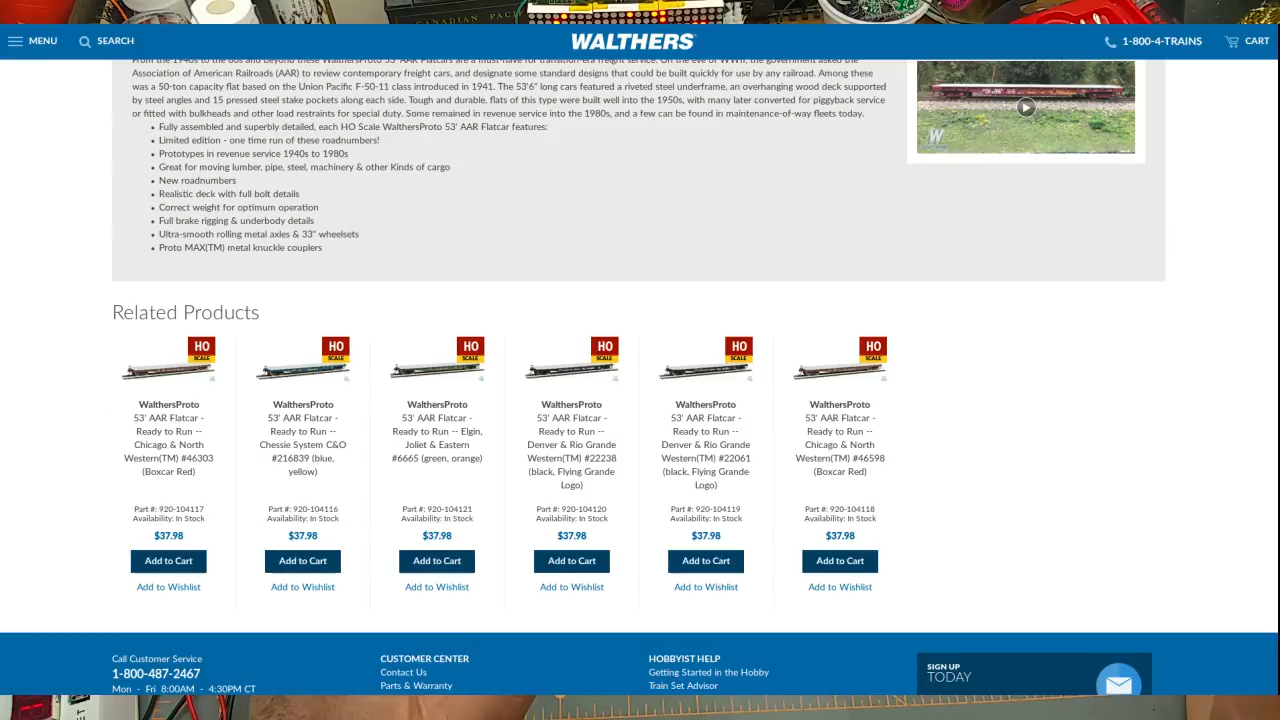 CANADIAN PAC
MENU
SEARCH
WALTHERS
1-800-4-TRAINS
CART
From the 1940s to the 60s and beyond these WalthersProto 53' AAR Flatcars are a must-have for transition-era freight service. On the eve of WWII, the government asked the
Association of American Railroads (AAR) to review contemporary freight cars, and designate some standard designs that could be built quickly for use by any railroad. Among these
was a 50-ton capacity flat based on the Union Pacific F-50-11 class introduced in 1941. The 53'6" long cars featured a riveted steel underframe, an overhanging wood deck supported
by steel angles and 15 pressed steel stake pockets along each side. Tough and durable, flats of this type were built well into the 1950s, with many later converted for piggyback service
or fitted with bulkheads and other load restraints for special duty. Some remained in revenue service into the 1980s, and a few can be found in maintenance-of-way fleets today.
• Fully assembled and superbly detailed, each HO Scale WalthersProto 53' AAR Flatcar features:
• Limited edition - one time run of these roadnumbers!
• Prototypes in revenue service 1940s to 1980s
• Great for moving lumber, pipe, steel, machinery & other Kinds of cargo
• New roadnumbers
• Realistic deck with full bolt details
• Correct weight for optimum operation
• Full brake rigging & underbody details
• Ultra-smooth rolling metal axles & 33" wheelsets
• Proto MAX(TM) metal knuckle couplers
W
Related Products
HO
SCALE
WalthersProto
53' AAR Flatcar -
Ready to Run --
Chicago & North
Western(TM) #46303
(Boxcar Red)
Part #: 920-104117
Availability: In Stock
$37.98
Add to Cart
Add to Wishlist
HO
SCALE
WalthersProto
53' AAR Flatcar -
Ready to Run --
Chessie System C&O
#216839 (blue,
yellow)
Part #: 920-104116
Availability: In Stock
$37.98
Add to Cart
Add to Wishlist
HO
SCALE
WalthersProto
53' AAR Flatcar -
Ready to Run -- Elgin,
Joliet & Eastern
#6665 (green, orange)
Part #: 920-104121
Availability: In Stock
$37.98
Add to Cart
Add to Wishlist
HO
SCALE
WalthersProto
53' AAR Flatcar -
Ready to Run --
Denver & Rio Grande
Western(TM) #22238
(black, Flying Grande
Logo)
Part #: 920-104120
Availability: In Stock
$37.98
Add to Cart
Add to Wishlist
HO
SCALE
WalthersProto
53' AAR Flatcar -
Ready to Run --
Denver & Rio Grande
Western(TM) #22061
(black, Flying Grande
Logo)
Part #: 920-104119
Availability: In Stock
$37.98
Add to Cart
Add to Wishlist
HO
SCALE
WalthersProto
53' AAR Flatcar -
Ready to Run --
Chicago & North
Western(TM) #46598
(Boxcar Red)
Part #: 920-104118
Availability: In Stock
$37.98
Add to Cart
Add to Wishlist
Call Customer Service
1-800-487-2467
Mon - Fri 8:00AM - 4:30PM CT
CUSTOMER CENTER
Contact Us
Parts & Warranty
HOBBYIST HELP
Getting Started in the Hobby
Train Set Advisor
SIGN UP
TODAY